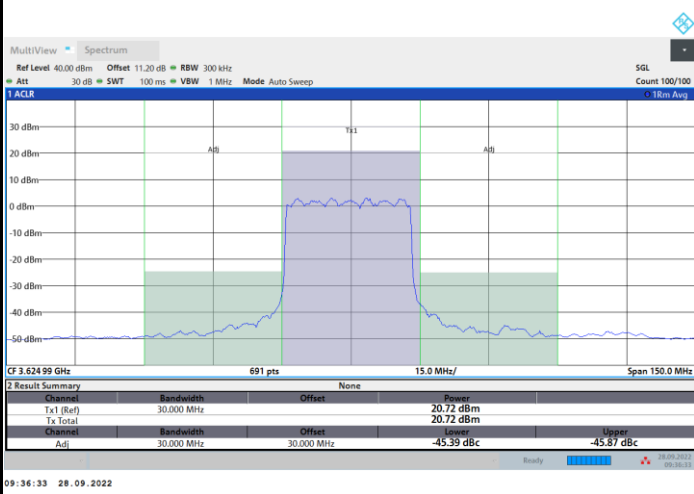 MultiView Spectrum
Ref Level 40.00 dBm Offset 11.20 dB RBW 300 kHz SGL
Att 30 dB SWT 100 ms VBW 1 MHz Mode Auto Sweep Count 100/100
1 ACLR 1Rm Avg
30 dBm
Tx1
20 dBm Adj Adj
10 dBm
0 dBm
-10 dBm
-20 dBm
-30 dBm
-40 dBm
-50 dBm
CF 3.624 99 GHz 691 pts 15.0 MHz/ Span 150.0 MHz
2 Result Summary None
Channel Bandwidth Offset Power
Tx1 (Ref) 30.000 MHz 20.72 dBm
Tx Total 20.72 dBm
Channel Bandwidth Offset Lower Upper
Adj 30.000 MHz 30.000 MHz -45.39 dBc -45.87 dBc
Ready 28.09.2022
09:36:33
09:36:33 28.09.2022